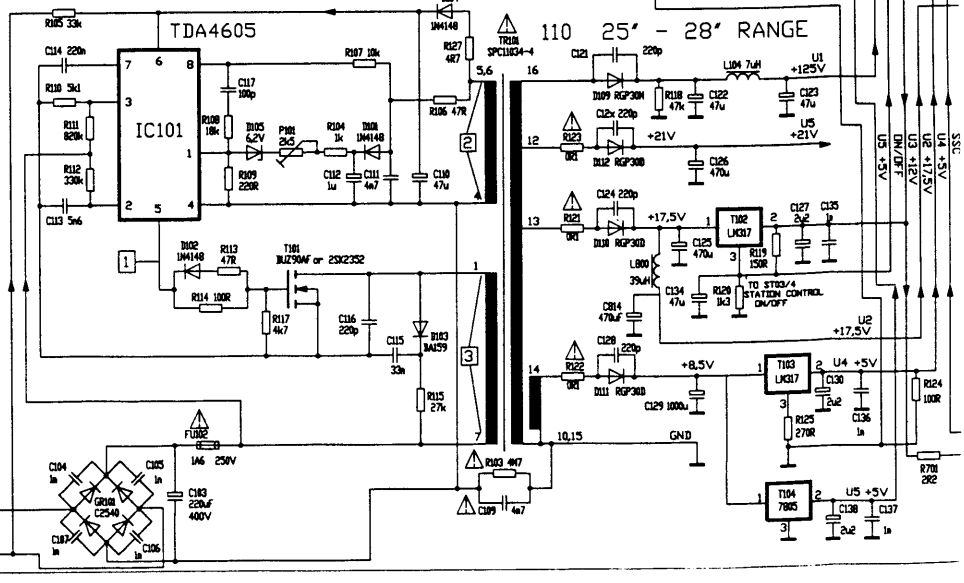 R105 33k
TDA4605
1N4148
R127
4R7
TR101
SPC11034-4
110 25" - 28" RANGE
C114 220n
7
6
8
R107 10k
5,6
16
C121
220p
L104 7uH
U1
+125V
R110 5k1
3
C117
100p
R106 47R
D109 RGP30M
R118
47k
C122
47u
C123
47u
R111
820k
IC101
R108
18k
D105
6,2V
P101
2k5
R104
1k
D101
1N4148
2
R123
0R1
C12x 220p
+21V
U5
+21V
12
D112 RGP30D
1
R112
330k
R109
220R
C112
1u
C111
4n7
C110
47u
C126
470u
C113 5n6
2
5
4
4
R121
0R1
C124 220p
+17,5V
13
D110 RGP30D
1
T102
LM317
2
C127
2u2
C135
1n
1
D102
1N4148
R113
47R
T101
BUZ90AF or 2SK2352
C125
470u
3
R119
150R
L800
39uH
R114 100R
1
C134
47u
R120
1k3
TO ST03/4
STATION CONTROL
ON/OFF
R117
4k7
C116
220p
D103
BA159
C814
470uF
U2
+17,5V
C115
33n
3
R122
0R1
C128
220p
+8,5V
14
D111 RGP30D
1
T103
LM317
2
U4 +5V
C130
2u2
R124
100R
R115
27k
C129 1000u
3
R125
270R
C136
1n
7
10,15
GND
FU102
1A6 250V
C104
1n
C105
1n
GR101
C2540
C103
220uF
400V
R103 4M7
C109
4n7
R701
2R2
C107
1n
C106
1n
1
T104
7805
2
U5 +5V
3
C138
2u2
C137
1n
U5 +5V
ON/OFF
U3 +12V
U2 +17,5V
U4 +5V
SSC